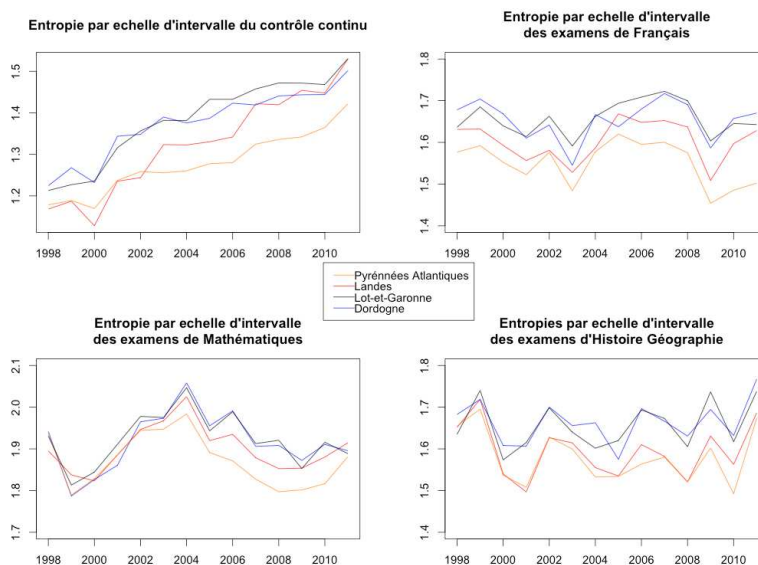 Entropie par echelle d'intervalle du contrôle continu
1.5
1.4
1.3
1.2
1998 2000 2002 2004 2006 2008 2010
Entropie par echelle d'intervalle
des examens de Français
1.8
1.7
1.6
1.5
1.4
1998 2000 2002 2004 2006 2008 2010
Pyrénnées Atlantiques
Landes
Lot-et-Garonne
Dordogne
Entropie par echelle d'intervalle
des examens de Mathématiques
2.1
2.0
1.9
1.8
1.7
1998 2000 2002 2004 2006 2008 2010
Entropies par echelle d'intervalle
des examens d'Histoire Géographie
1.8
1.7
1.6
1.5
1.4
1998 2000 2002 2004 2006 2008 2010